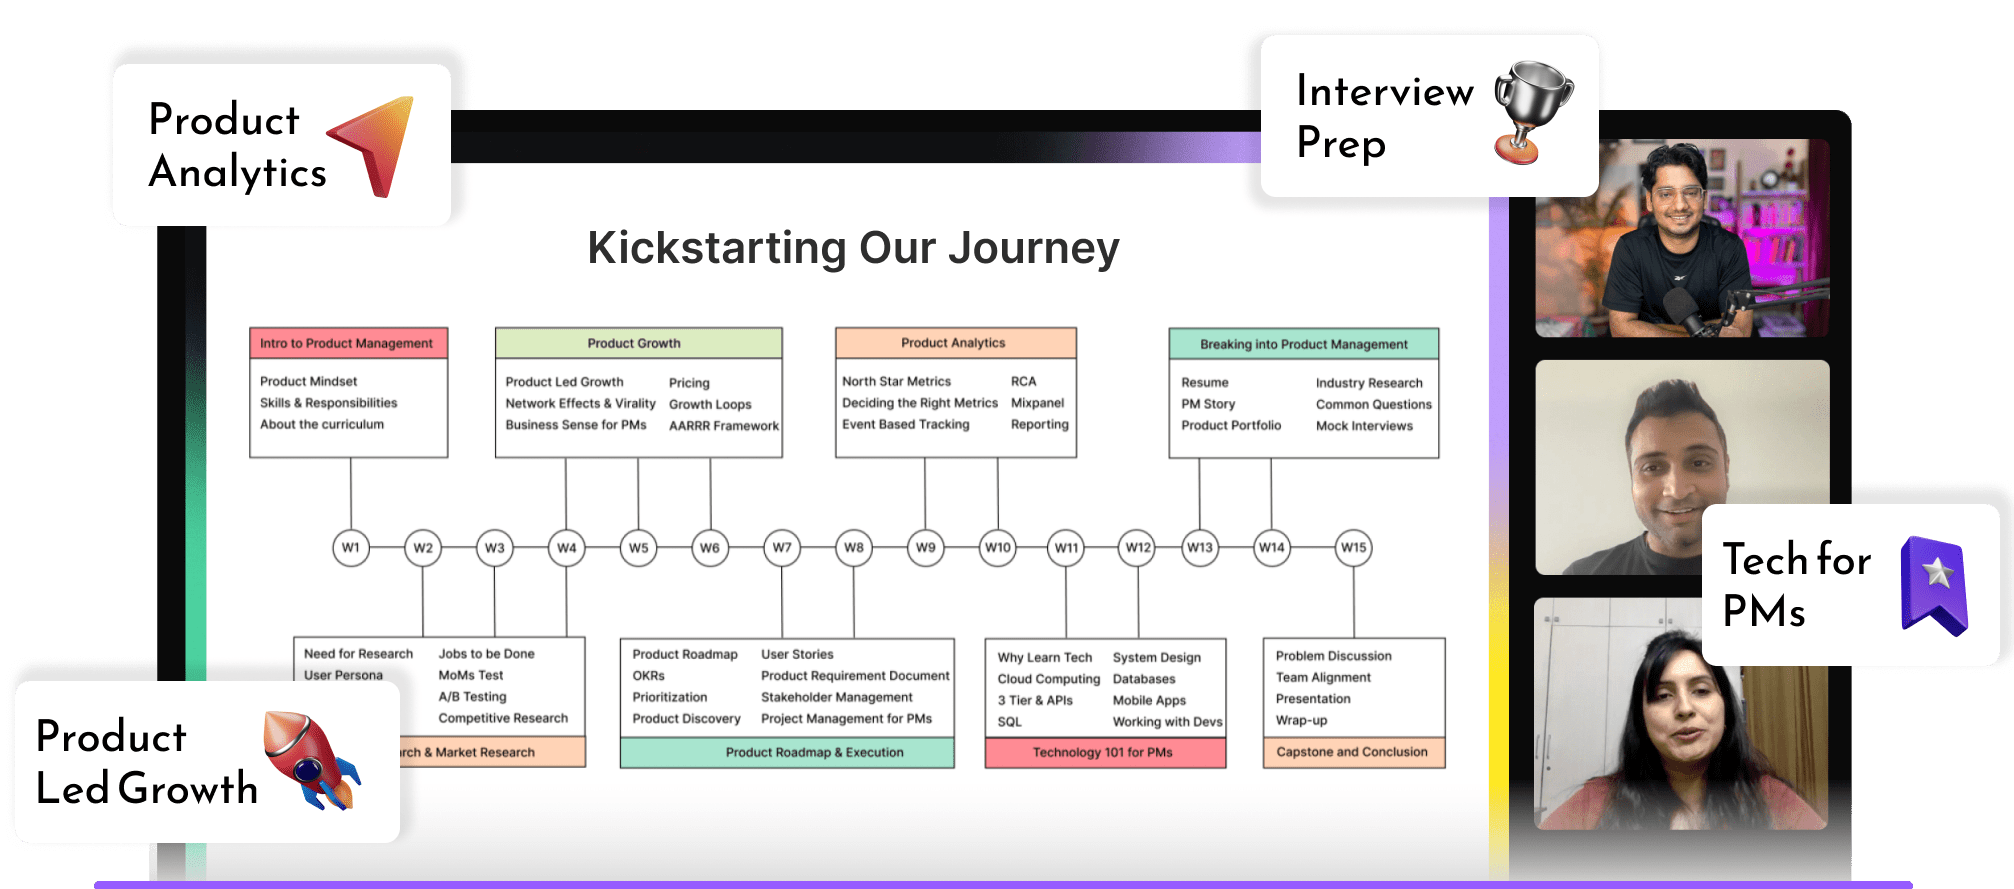 Product
Analytics
Interview
Prep
Kickstarting Our Journey
Intro to Product Management
Product Mindset
Skills & Responsibilities
About the curriculum
Product Growth
Product Led Growth
Network Effects & Virality
Business Sense for PMs
Pricing
Growth Loops
AARRR Framework
Product Analytics
North Star Metrics
Deciding the Right Metrics
Event Based Tracking
RCA
Mixpanel
Reporting
Breaking into Product Management
Resume
PM Story
Product Portfolio
Industry Research
Common Questions
Mock Interviews
W1 W2 W3 W4 W5 W6 W7 W8 W9 W10 W11 W12 W13 W14 W15
Tech for
PMs
Need for Research
User Persona
Jobs to be Done
MoMs Test
A/B Testing
Competitive Research
& Market Research
Product Roadmap
OKRs
Prioritization
Product Discovery
User Stories
Product Requirement Document
Stakeholder Management
Project Management for PMs
Product Roadmap & Execution
Why Learn Tech
Cloud Computing
3 Tier & APIs
SQL
System Design
Databases
Mobile Apps
Working with Devs
Technology 101 for PMs
Problem Discussion
Team Alignment
Presentation
Wrap-up
Capstone and Conclusion
Product
Led Growth